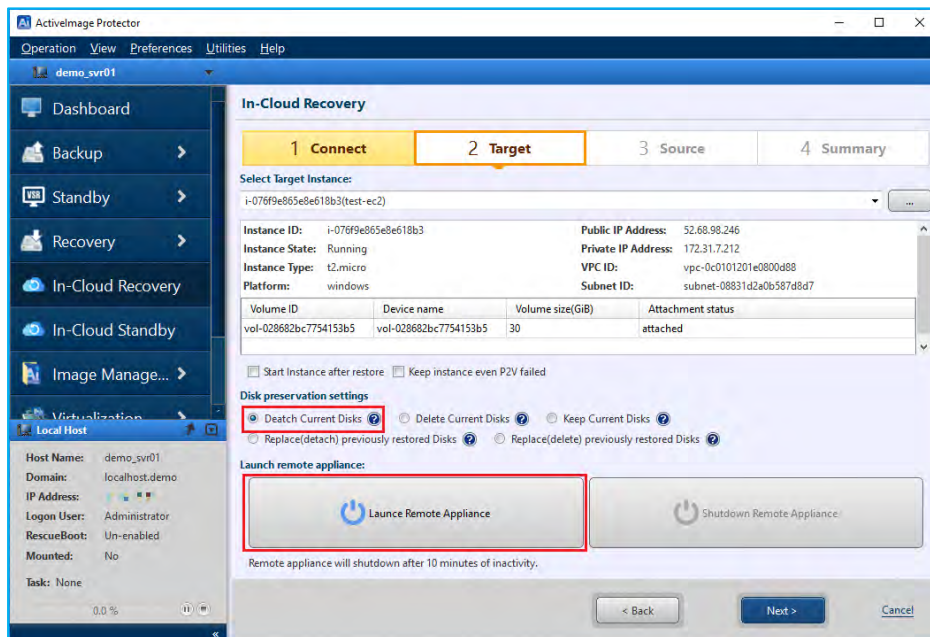 ActiveImage Protector
Operation View Preferences Utilities Help
demo_svr01
Dashboard
Backup
Standby
Recovery
In-Cloud Recovery
In-Cloud Standby
Image Manage...
Virtualization
Local Host
Host Name: demo_svr01
Domain: localhost.demo
IP Address:
Logon User: Administrator
RescueBoot: Un-enabled
Mounted: No
Task: None
0.0 %
In-Cloud Recovery
1 Connect 2 Target 3 Source 4 Summary
Select Target Instance:
i-076f9e865e8e618b3(test-ec2)
...
Instance ID: i-076f9e865e8e618b3 Public IP Address: 52.68.98.246
Instance State: Running Private IP Address: 172.31.7.212
Instance Type: t2.micro VPC ID: vpc-0c0101201e0800d88
Platform: windows Subnet ID: subnet-08831d2a0b587d8d7
Volume ID Device name Volume size(GiB) Attachment status
vol-028682bc7754153b5 vol-028682bc7754153b5 30 attached
Start Instance after restore Keep instance even P2V failed
Disk preservation settings
Deatch Current Disks ? Delete Current Disks ? Keep Current Disks ?
Replace(detach) previously restored Disks ? Replace(delete) previously restored Disks ?
Launch remote appliance:
Launce Remote Appliance Shutdown Remote Appliance
Remote appliance will shutdown after 10 minutes of inactivity.
< Back Next > Cancel